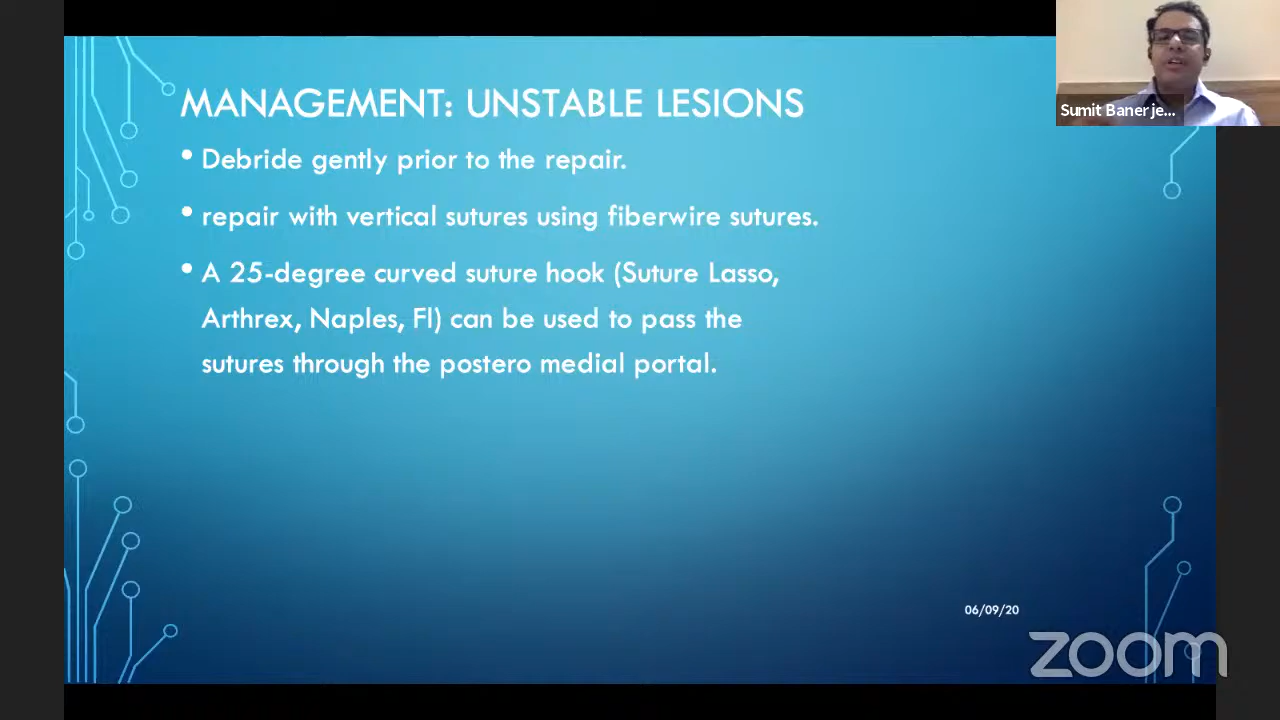 MANAGEMENT: UNSTABLE LESIONS
• Debride gently prior to the repair.
• repair with vertical sutures using fiberwire sutures.
• A 25-degree curved suture hook (Suture Lasso,
Arthrex, Naples, Fl) can be used to pass the
sutures through the postero medial portal.
Sumit Banerje...
06/09/20
zoom